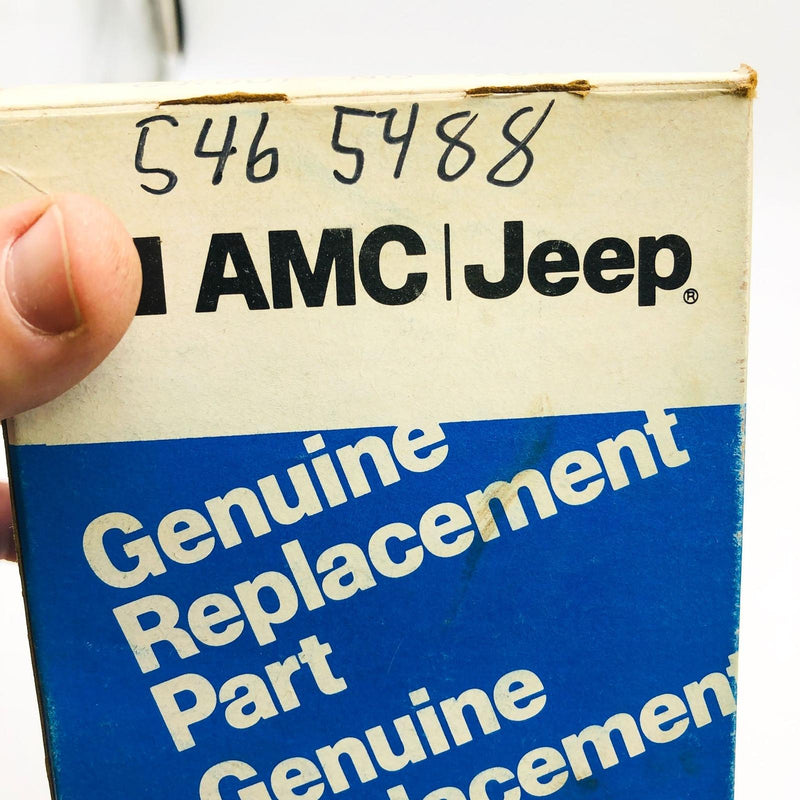 546 5488
AMC|Jeep®
Genuine
Replacement
Part
Genuine